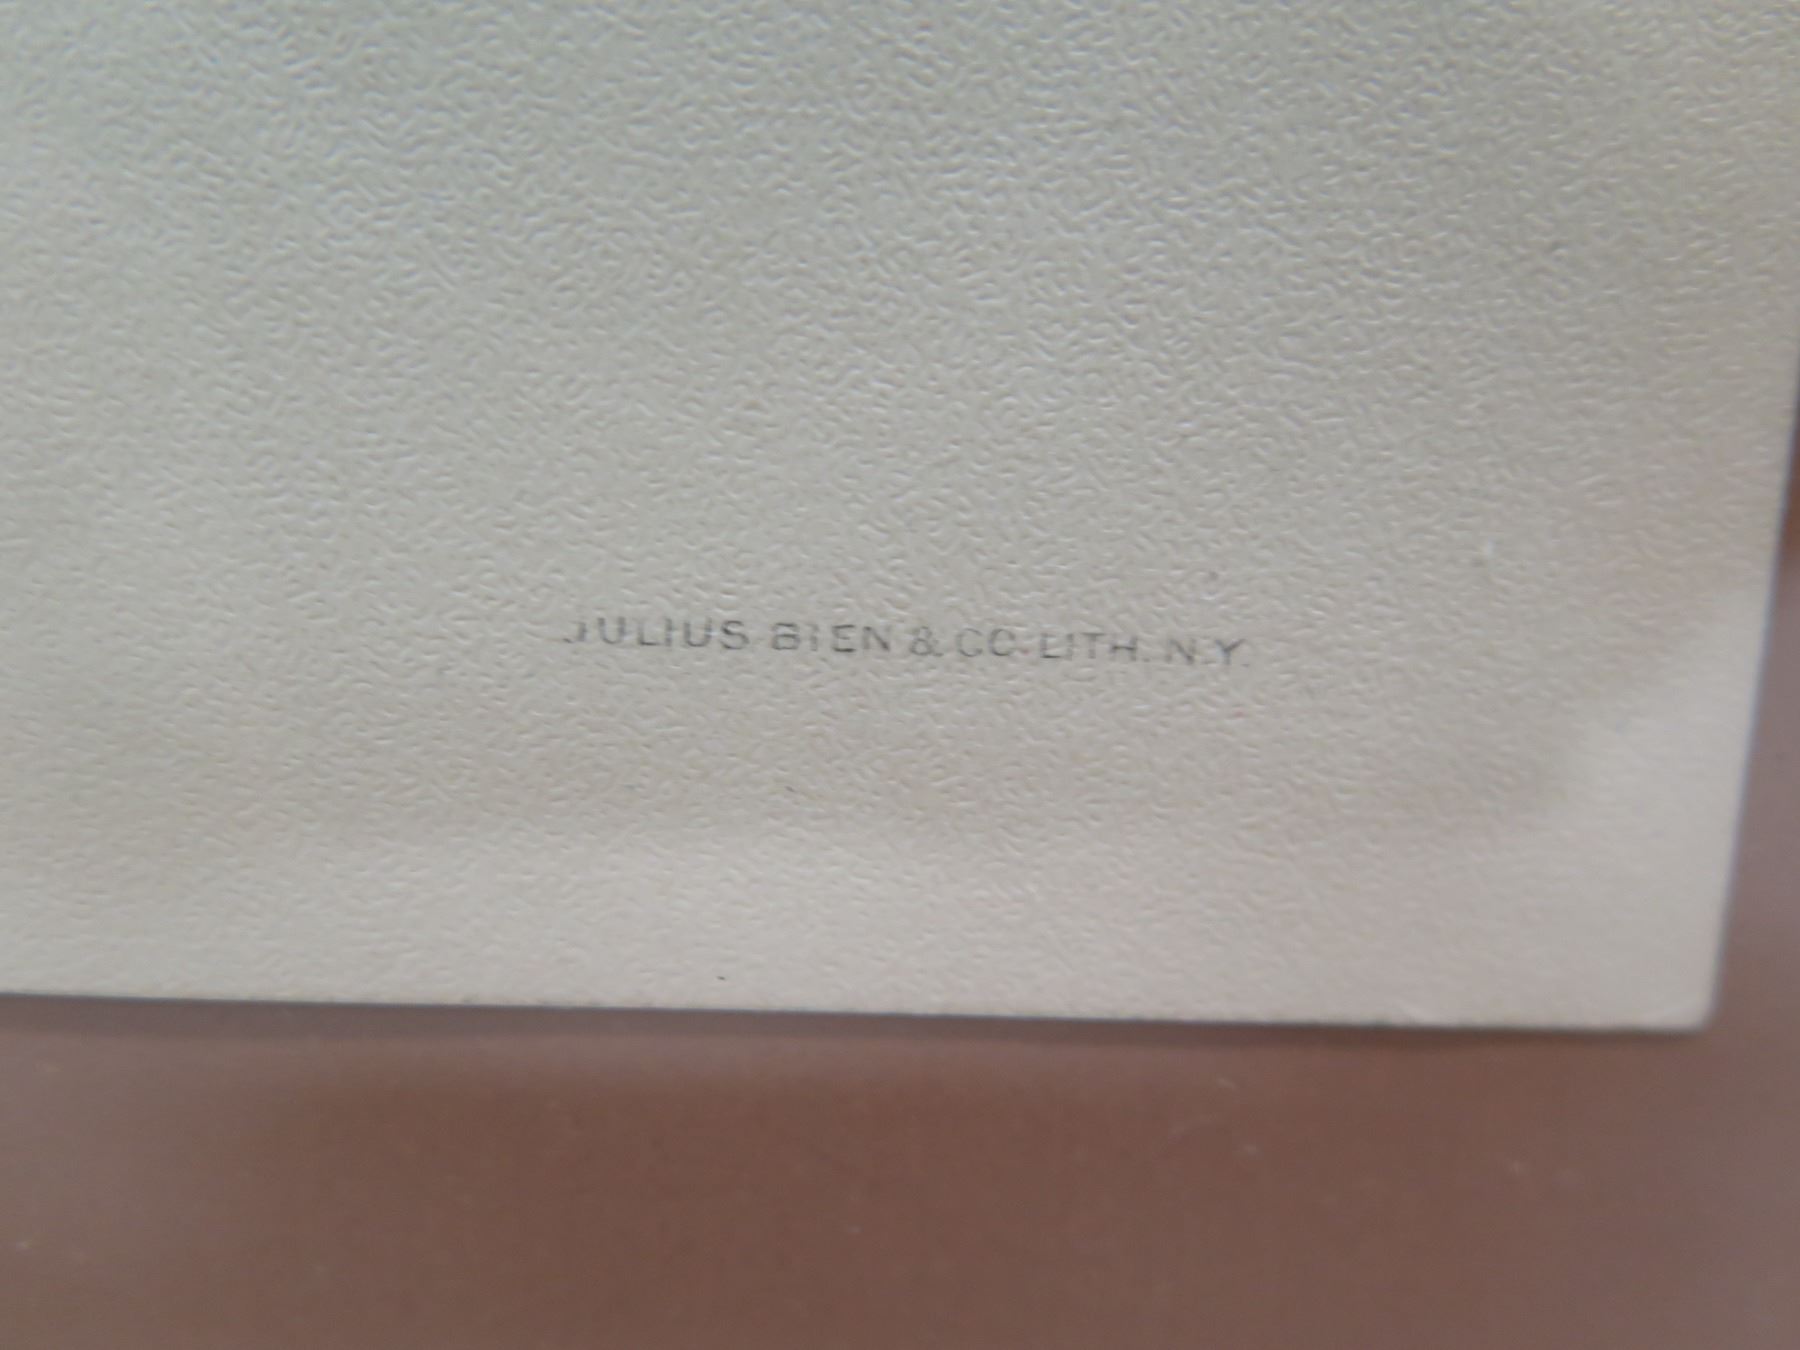 JULIUS BIEN & CO. LITH. N.Y.